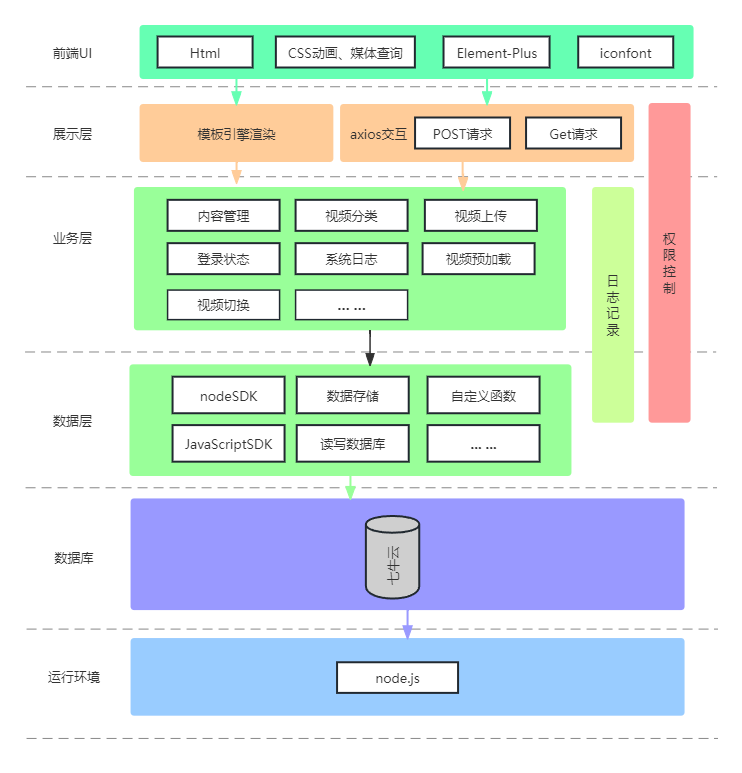 前端UI
Html
CSS动画、媒体查询
Element-Plus
iconfont
展示层
模板引擎渲染
axios交互
POST请求
Get请求
业务层
内容管理
视频分类
视频上传
登录状态
系统日志
视频预加载
视频切换
... ...
日志记录
权限控制
数据层
nodeSDK
数据存储
自定义函数
JavaScriptSDK
读写数据库
... ...
数据库
七牛云
运行环境
node.js